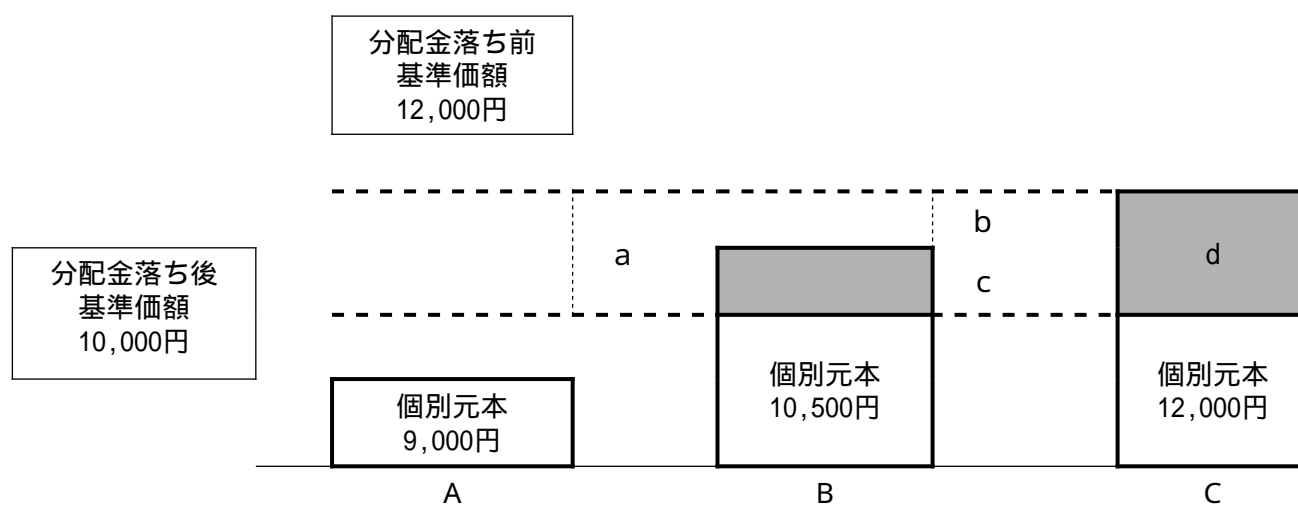 分配金落ち前
基準価額
12,000円
分配金落ち後
基準価額
10,000円
a
b
c
d
個別元本
9,000円
個別元本
10,500円
個別元本
12,000円
A
B
C